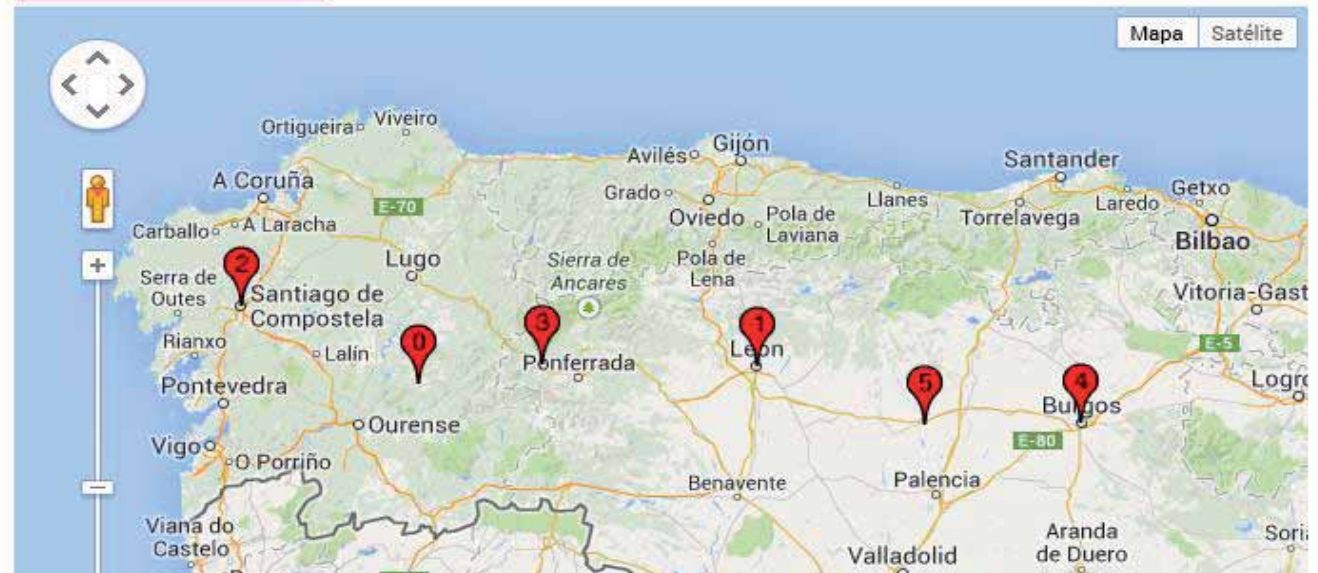 Mapa Satélite
Ortigueira Viveiro
Avilés Gijón
A Coruña
Santander
Grado
E-70
Llanes
Laredo
Getxo
Carballo A Laracha
Oviedo
Pola de
Laviana
Torrelavega
Bilbao
2
Lugo
Sierra de
Ancares
Pola de
Lena
+
Serra de
Outes
Santiago de
Compostela
Vitoria-Gast
0
3
1
Rianxo
Lalín
Ponferrada
León
E-5
Pontevedra
5
4
Burgos
Logro
Ourense
E-80
Vigo
O Porriño
Benavente
Palencia
Viana do
Castelo
Valladolid
Aranda
de Duero
Soria